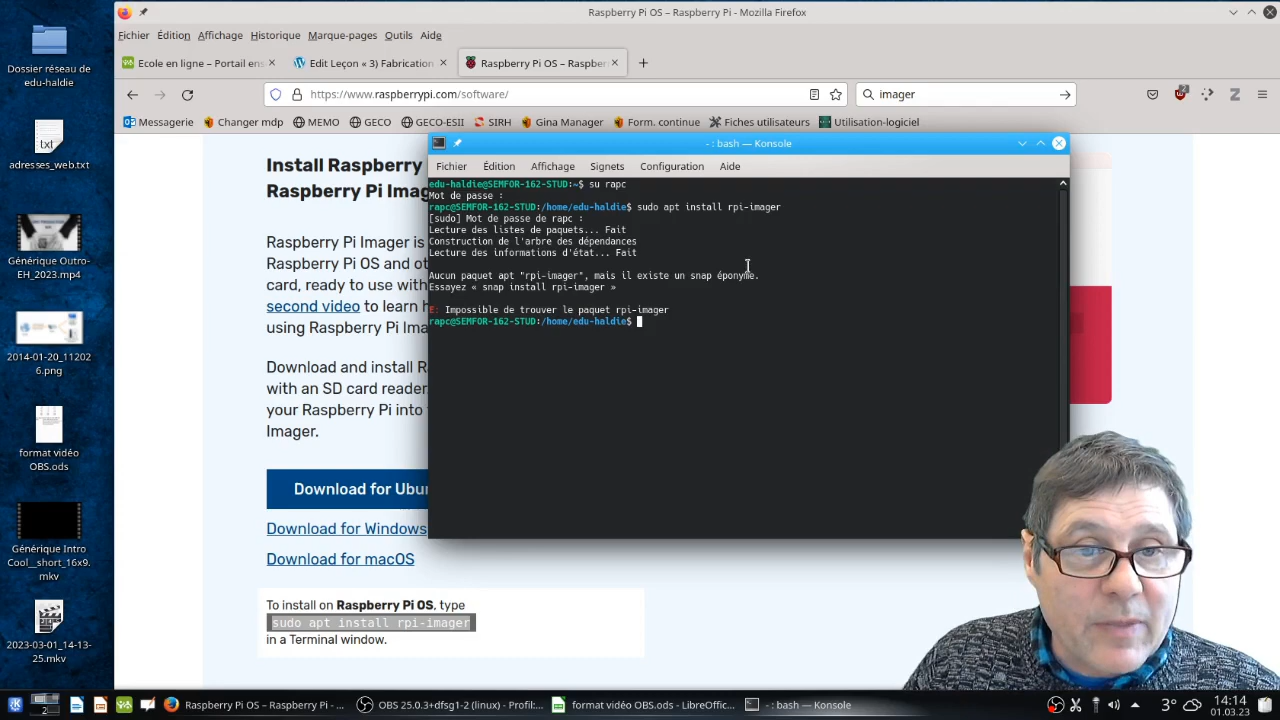 Raspberry Pi OS – Raspberry Pi - Mozilla Firefox
Fichier Édition Affichage Historique Marque-pages Outils Aide
Ecole en ligne – Portail ens
Edit Leçon « 3) Fabrication
Raspberry Pi OS – Raspber
https://www.raspberrypi.com/software/
imager
Messagerie Changer mdp MEMO GECO GECO-ESII SIRH Gina Manager Form. continue Fiches utilisateurs Utilisation-logiciel
Dossier réseau de
edu-haldie
txt
adresses_web.txt
Générique Outro-
EH_2023.mp4
2014-01-20_11202
6.png
format vidéo
OBS.ods
Générique Intro
Cool__short_16x9.
mkv
2023-03-01_14-13-
25.mkv
Install Raspberry
Raspberry Pi Imag
Raspberry Pi Imager is
Raspberry Pi OS and ot
card, ready to use with
second video to learn h
using Raspberry Pi Ima
Download and install R
with an SD card reader.
your Raspberry Pi into
Imager.
Download for Ubu
Download for Windows
Download for macOS
To install on Raspberry Pi OS, type
sudo apt install rpi-imager
in a Terminal window.
- : bash — Konsole
Fichier Édition Affichage Signets Configuration Aide
edu-haldie@SEMFOR-162-STUD:~$ su rapc
Mot de passe :
rapc@SEMFOR-162-STUD:/home/edu-haldie$ sudo apt install rpi-imager
[sudo] Mot de passe de rapc :
Lecture des listes de paquets... Fait
Construction de l'arbre des dépendances
Lecture des informations d'état... Fait
Aucun paquet apt "rpi-imager", mais il existe un snap éponyme.
Essayez « snap install rpi-imager »
E: Impossible de trouver le paquet rpi-imager
rapc@SEMFOR-162-STUD:/home/edu-haldie$
2
Raspberry Pi OS – Raspberry Pi - ...
OBS 25.0.3+dfsg1-2 (linux) - Profil:...
format vidéo OBS.ods - LibreOffic...
- : bash — Konsole
3°
14:14
01.03.23